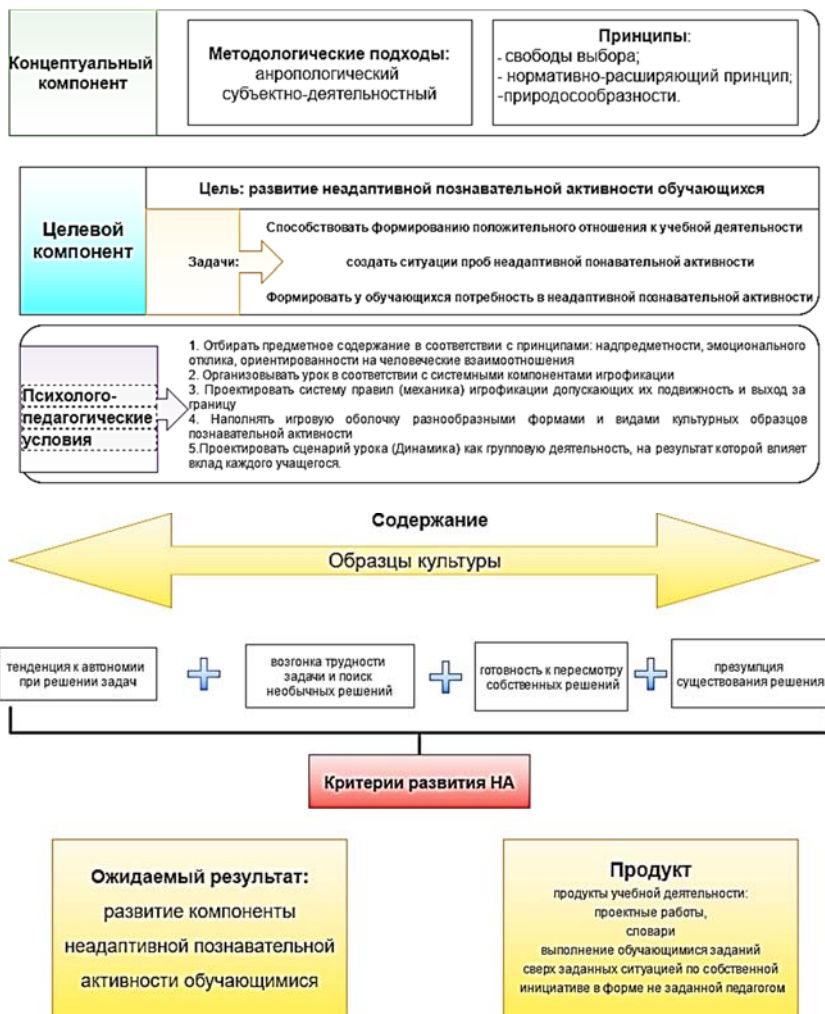 Концептуальный
компонент
Методологические подходы:
анропологический
субъектно-деятельностный
Принципы:
- свободы выбора;
- нормативно-расширяющий принцип;
-природосообразности.
Целевой
компонент
Цель: развитие неадаптивной познавательной активности обучающихся
Задачи:
Способствовать формированию положительного отношения к учебной деятельности
создать ситуации проб неадаптивной понавательной активности
Формировать у обучающихся потребность в неадаптивной познавательной активности
Психолого-
педагогические
условия
1. Отбирать предметное содержание в соответствии с принципами: надпредметности, эмоционального
отклика, ориентированности на человеческие взаимоотношения
2. Организовывать урок в соответствии с системными компонентами игрофикации
3. Проектировать систему правил (механика) игрофикации допускающих их подвижность и выход за
границу
4. Наполнять игровую оболочку разнообразными формами и видами культурных образцов
познавательной активности
5.Проектировать сценарий урока (Динамика) как групповую деятельность, на результат которой влияет
вклад каждого учащегося.
Содержание
Образцы культуры
тенденция к автономии
при решении задач
возгонка трудности
задачи и поиск
необычных решений
готовность к пересмотру
собственных решений
презумпция
существования решения
Критерии развития НА
Ожидаемый результат:
развитие компоненты
неадаптивной познавательной
активности обучающимися
Продукт
продукты учебной деятельности:
проектные работы,
словари
выполнение обучающимися заданий
сверх заданных ситуацией по собственной
инициативе в форме не заданной педагогом